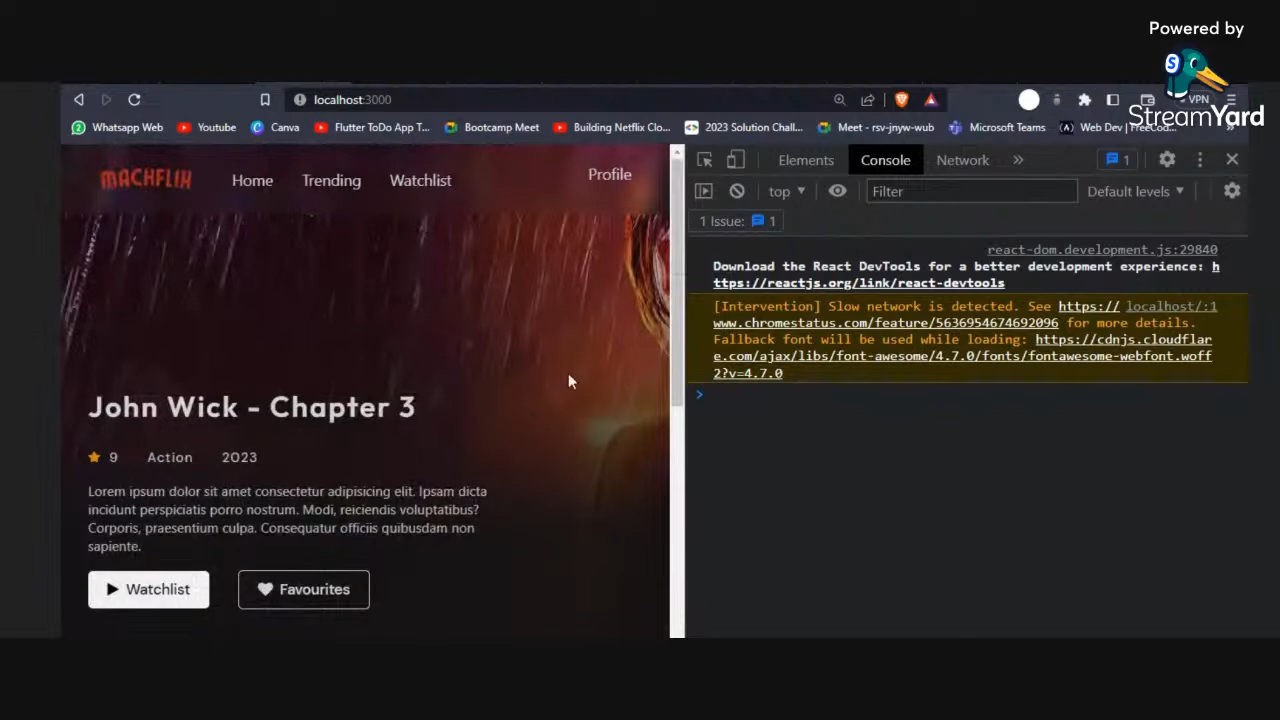 Powered by
StreamYard
localhost:3000
VPN
Whatsapp Web
Youtube
Canva
Flutter ToDo App T...
Bootcamp Meet
Building Netflix Clo...
2023 Solution Chall...
Meet - rsv-jnyw-wub
Microsoft Teams
Web Dev | FreeCod...
MACHFLIX
Home
Trending
Watchlist
Profile
John Wick - Chapter 3
9
Action
2023
Lorem ipsum dolor sit amet consectetur adipisicing elit. Ipsam dicta
incidunt perspiciatis porro nostrum. Modi, reiciendis voluptatibus?
Corporis, praesentium culpa. Consequatur officiis quibusdam non
sapiente.
Watchlist
Favourites
Elements
Console
Network
1
top
Filter
Default levels
1 Issue:
1
react-dom.development.js:29840
Download the React DevTools for a better development experience: h
ttps://reactjs.org/link/react-devtools
[Intervention] Slow network is detected. See https:// localhost/:1
www.chromestatus.com/feature/5636954674692096 for more details.
Fallback font will be used while loading: https://cdnjs.cloudflar
e.com/ajax/libs/font-awesome/4.7.0/fonts/fontawesome-webfont.woff
2?v=4.7.0